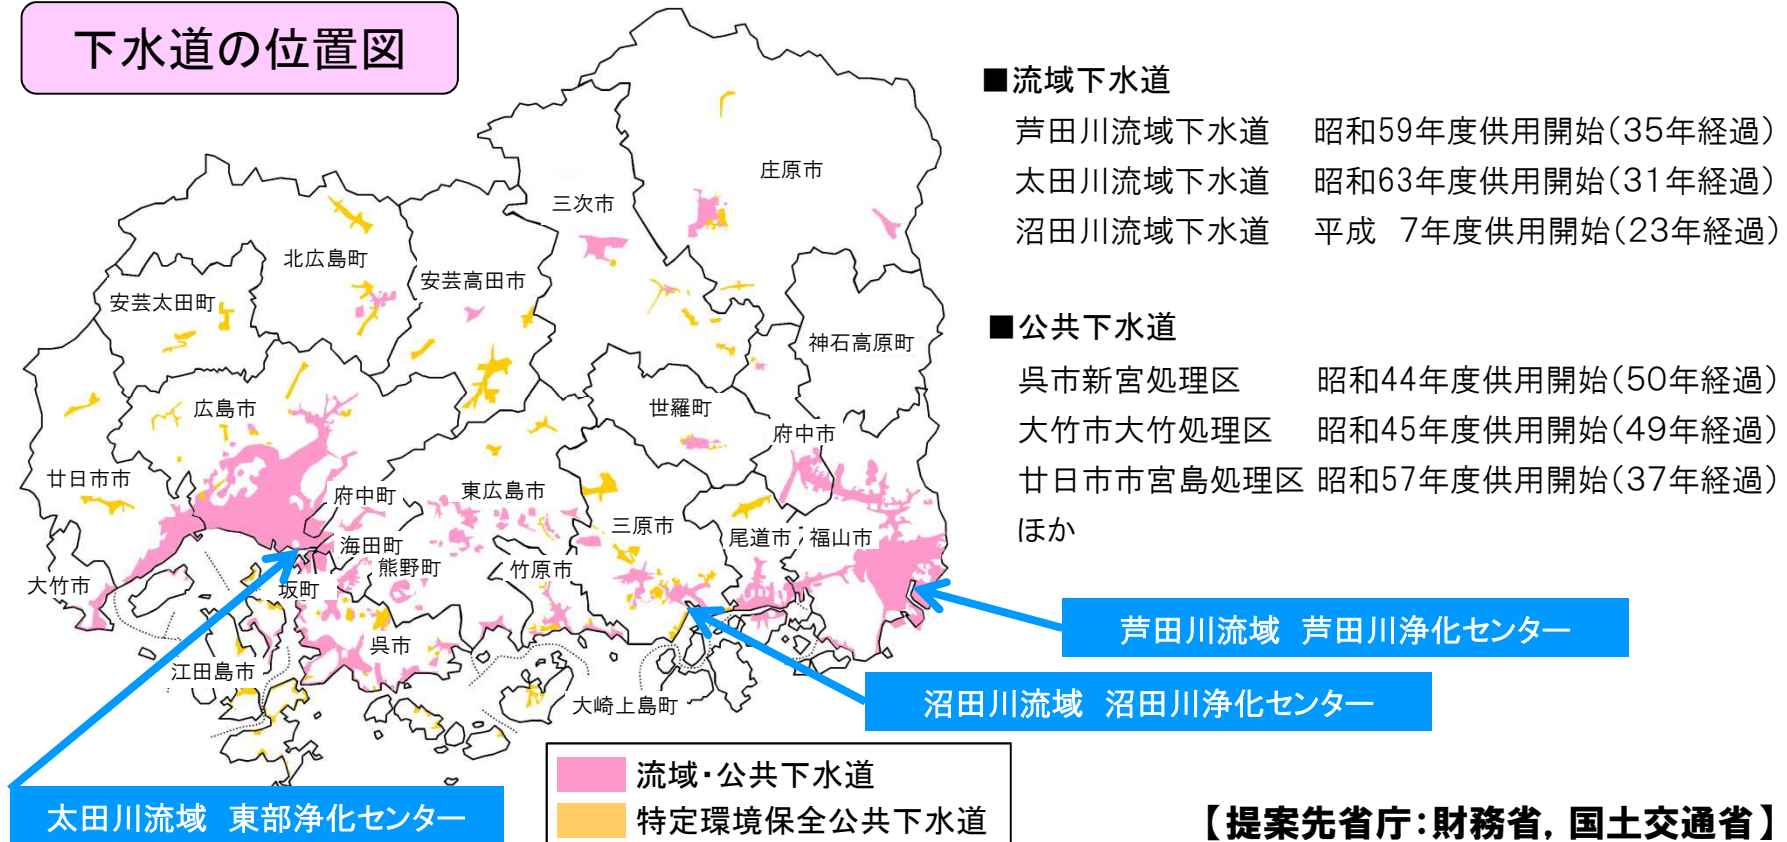 下水道の位置図
■流域下水道
芦田川流域下水道 昭和59年度供用開始(35年経過)
太田川流域下水道 昭和63年度供用開始(31年経過)
沼田川流域下水道 平成 7年度供用開始(23年経過)
■公共下水道
呉市新宮処理区 昭和44年度供用開始(50年経過)
大竹市大竹処理区 昭和45年度供用開始(49年経過)
廿日市市宮島処理区 昭和57年度供用開始(37年経過)
ほか
庄原市
三次市
北広島町
安芸高田市
安芸太田町
神石高原町
広島市
世羅町
府中市
廿日市市
府中町
東広島市
三原市
尾道市
福山市
海田町
熊野町
竹原市
大竹市
坂町
呉市
江田島市
大崎上島町
芦田川流域 芦田川浄化センター
沼田川流域 沼田川浄化センター
太田川流域 東部浄化センター
流域・公共下水道
特定環境保全公共下水道
【提案先省庁:財務省,国土交通省】